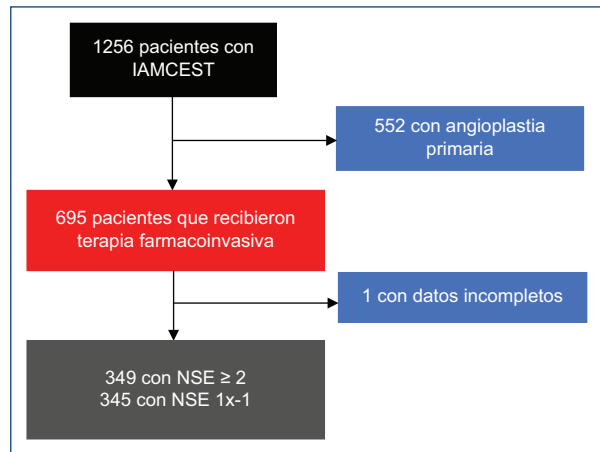 1256 pacientes con
IAMCEST
552 con angioplastia
primaria
695 pacientes que recibieron
terapia farmacoinvasiva
1 con datos incompletos
349 con NSE ≥ 2
345 con NSE 1x-1